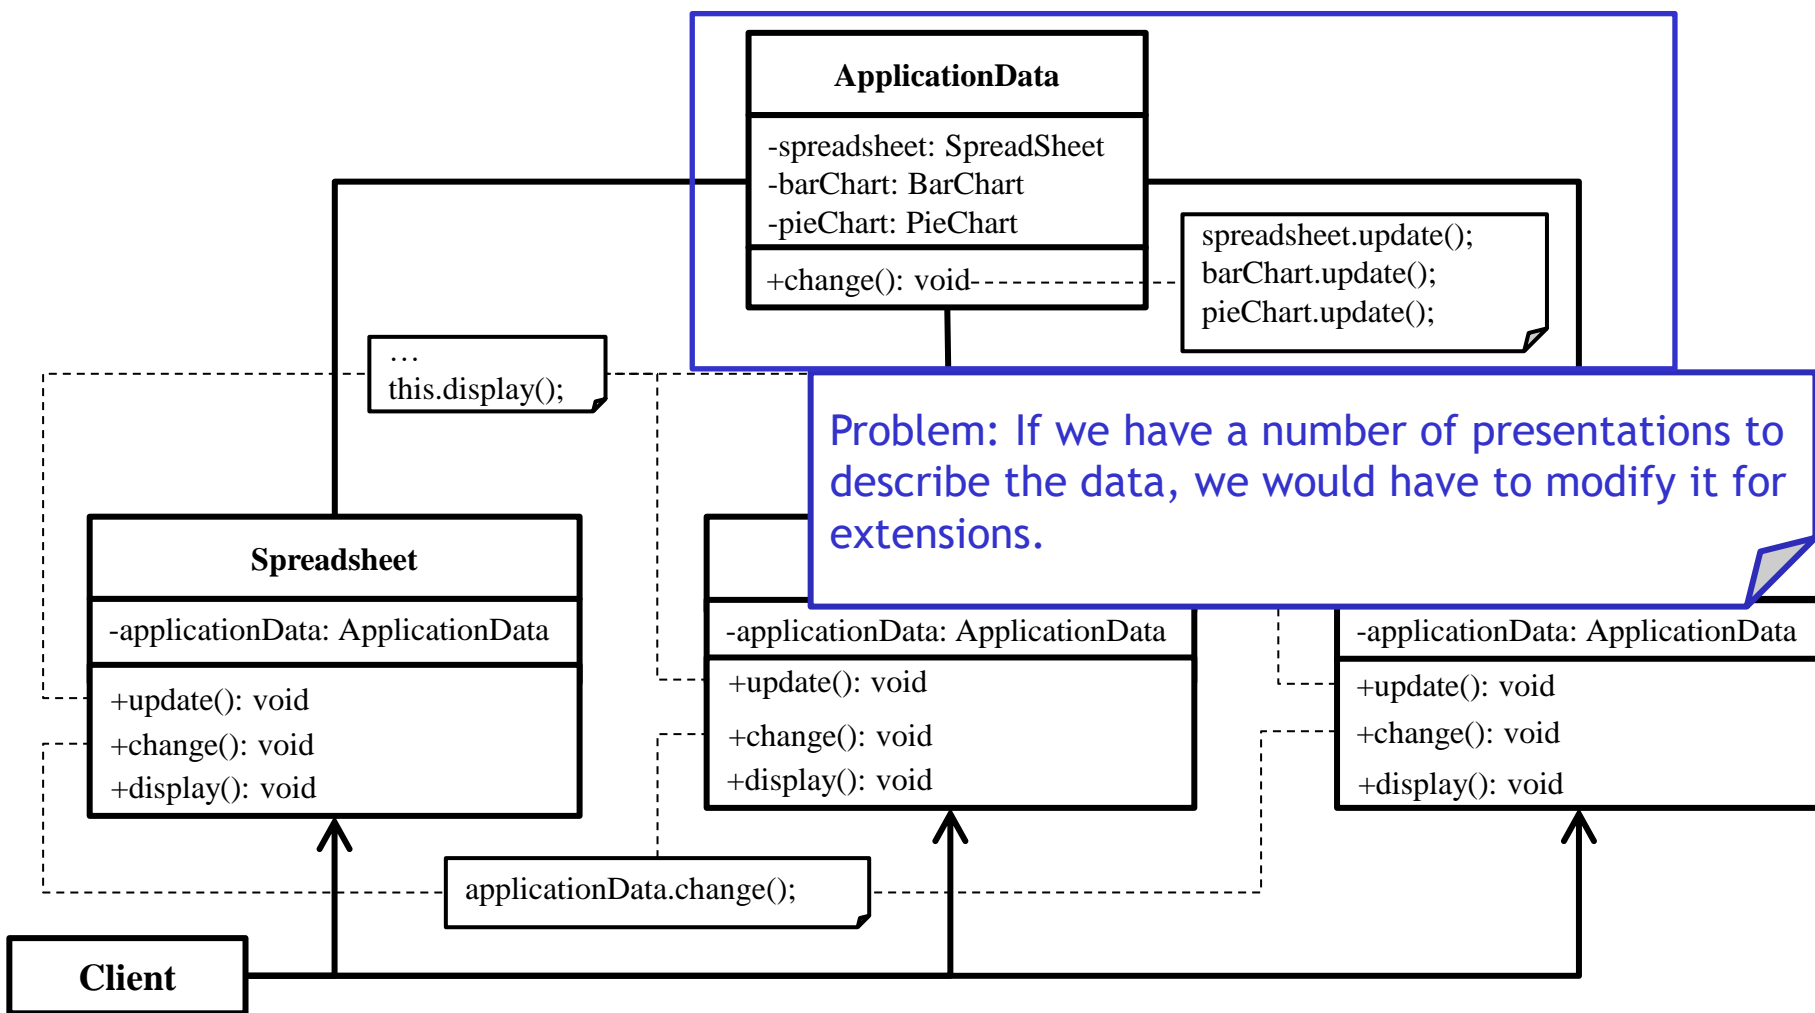 ApplicationData
-spreadsheet: SpreadSheet
-barChart: BarChart
-pieChart: PieChart
+change(): void
spreadsheet.update();
barChart.update();
pieChart.update();
…
this.display();
Problem: If we have a number of presentations to
describe the data, we would have to modify it for
extensions.
Spreadsheet
-applicationData: ApplicationData
+update(): void
+change(): void
+display(): void
-applicationData: ApplicationData
+update(): void
+change(): void
+display(): void
-applicationData: ApplicationData
+update(): void
+change(): void
+display(): void
applicationData.change();
Client